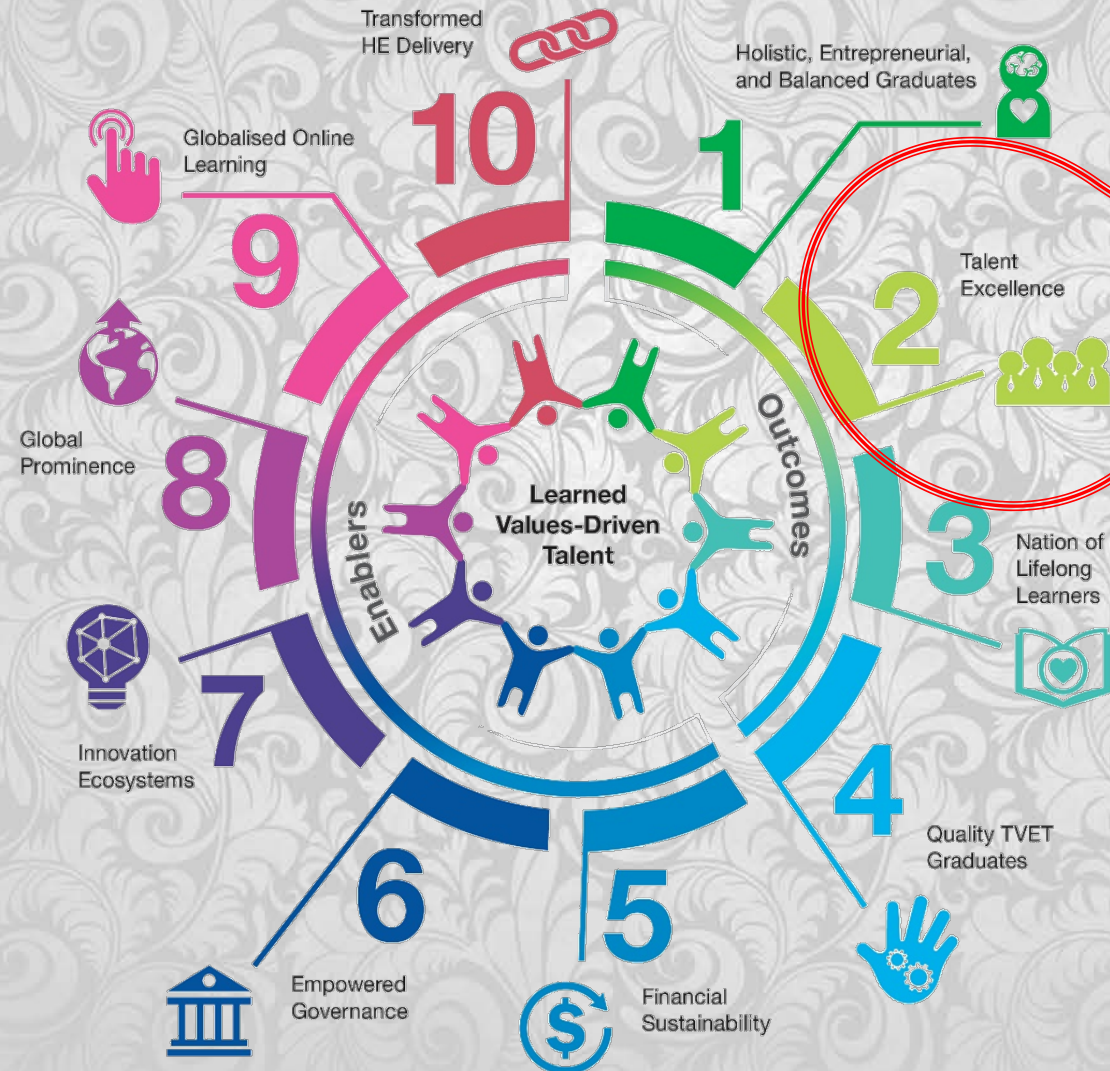 Transformed
HE Delivery
10
Holistic, Entrepreneurial,
and Balanced Graduates
1
Talent
Excellence
2
Nation of
Lifelong
Learners
3
Quality TVET
Graduates
4
Financial
Sustainability
5
$
Empowered
Governance
6
Innovation
Ecosystems
7
Global
Prominence
8
Globalised Online
Learning
9
Enablers
Outcomes
Learned
Values-Driven
Talent